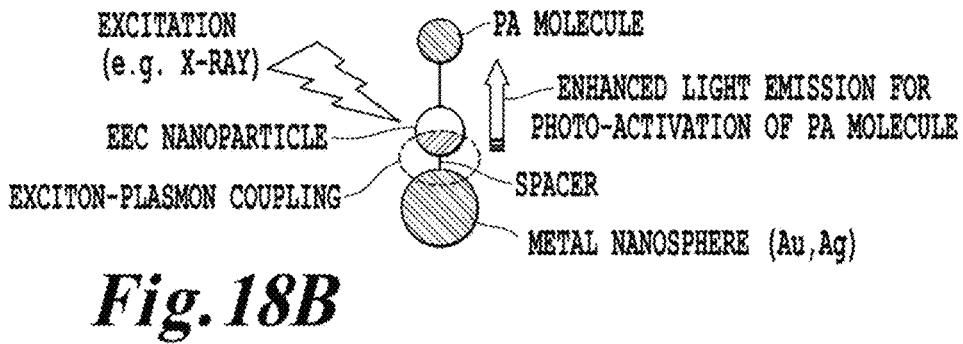 EXCITATION
(e.g. X-RAY)
PA MOLECULE
ENHANCED LIGHT EMISSION FOR
PHOTO-ACTIVATION OF PA MOLECULE
EEC NANOPARTICLE
EXCITON-PLASMON COUPLING
SPACER
METAL NANOSPHERE (Au,Ag)
Fig. 18B